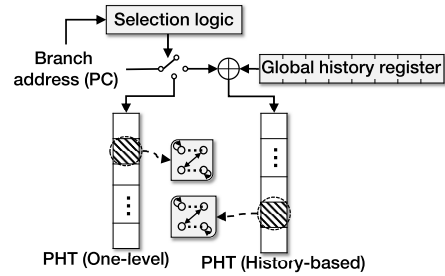 Selection logic
Branch
address (PC)
Global history register
PHT (One-level)
PHT (History-based)